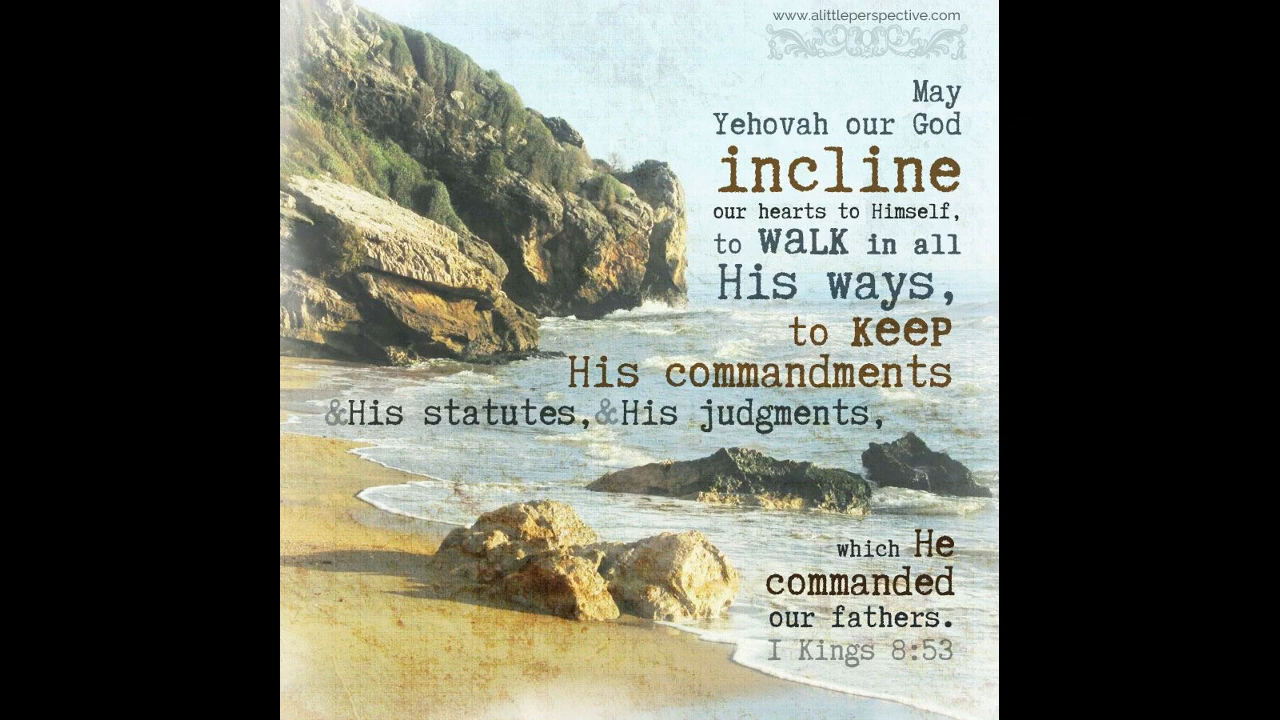 www.alittleperspective.com
May
Yehovah our God
incline
our hearts to Himself,
to WaLK in all
His ways,
to KeeP
His commandments
&His statutes,&His judgments,
which He
commanded
our fathers.
I Kings 8:53